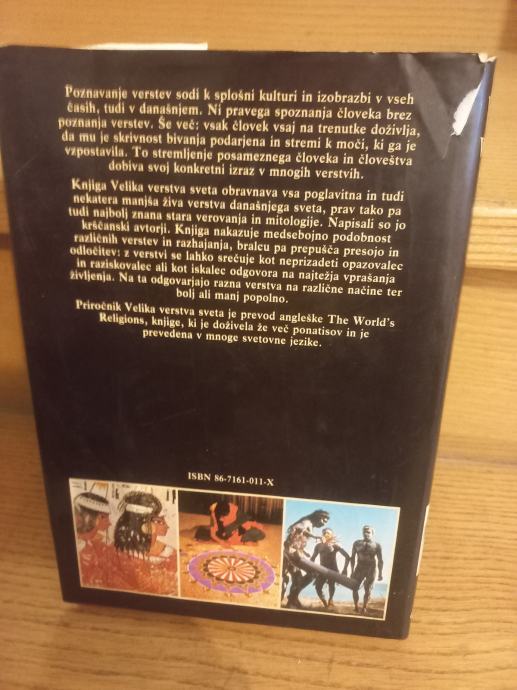 Poznavanje verstev sodi k splošni kulturi in izobrazbi v vseh
časih, tudi v današnjem. Ni pravega spoznanja človeka brez
poznanja verstev. Še več: vsak človek vsaj na trenutke doživlja,
da mu je skrivnost bivanja podarjena in stremi k moči, ki ga je
vzpostavila. To stremljenje posameznega človeka in človeštva
dobiva svoj konkretni izraz v mnogih verstvih.
Knjiga Velika verstva sveta obravnava vsa poglavitna in tudi
nekatera manjša živa verstva današnjega sveta, prav tako pa
tudi najbolj znana stara verovanja in mitologije. Napisali so jo
krščanski avtorji. Knjiga nakazuje medsebojno podobnost
različnih verstev in razhajanja, bralcu pa prepušča presojo in
odločitev: z verstvi se lahko srečuje kot neprizadeti opazovalec
in raziskovalec ali kot iskalec odgovora na najtežja vprašanja
življenja. Na ta odgovarjajo razna verstva na različne načine ter
bolj ali manj popolno.
Priročnik Velika verstva sveta je prevod angleške The World's
Religions, knjige, ki je doživela že več ponatisov in je
prevedena v mnoge svetovne jezike.
ISBN 86-7161-011-X